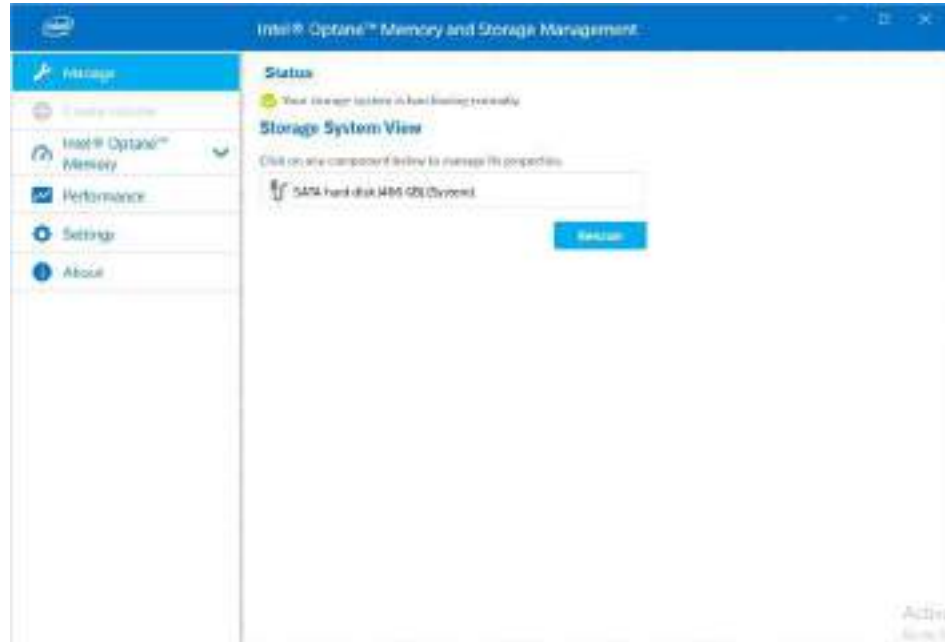 Intel® Optane™ Memory and Storage Management
Manage
Create volume
Intel® Optane™
Memory
Performance
Settings
About
Status
Your storage system is functioning normally
Storage System View
Click on any component below to manage its properties.
SATA hard disk (466 GB) (System)
Rescan